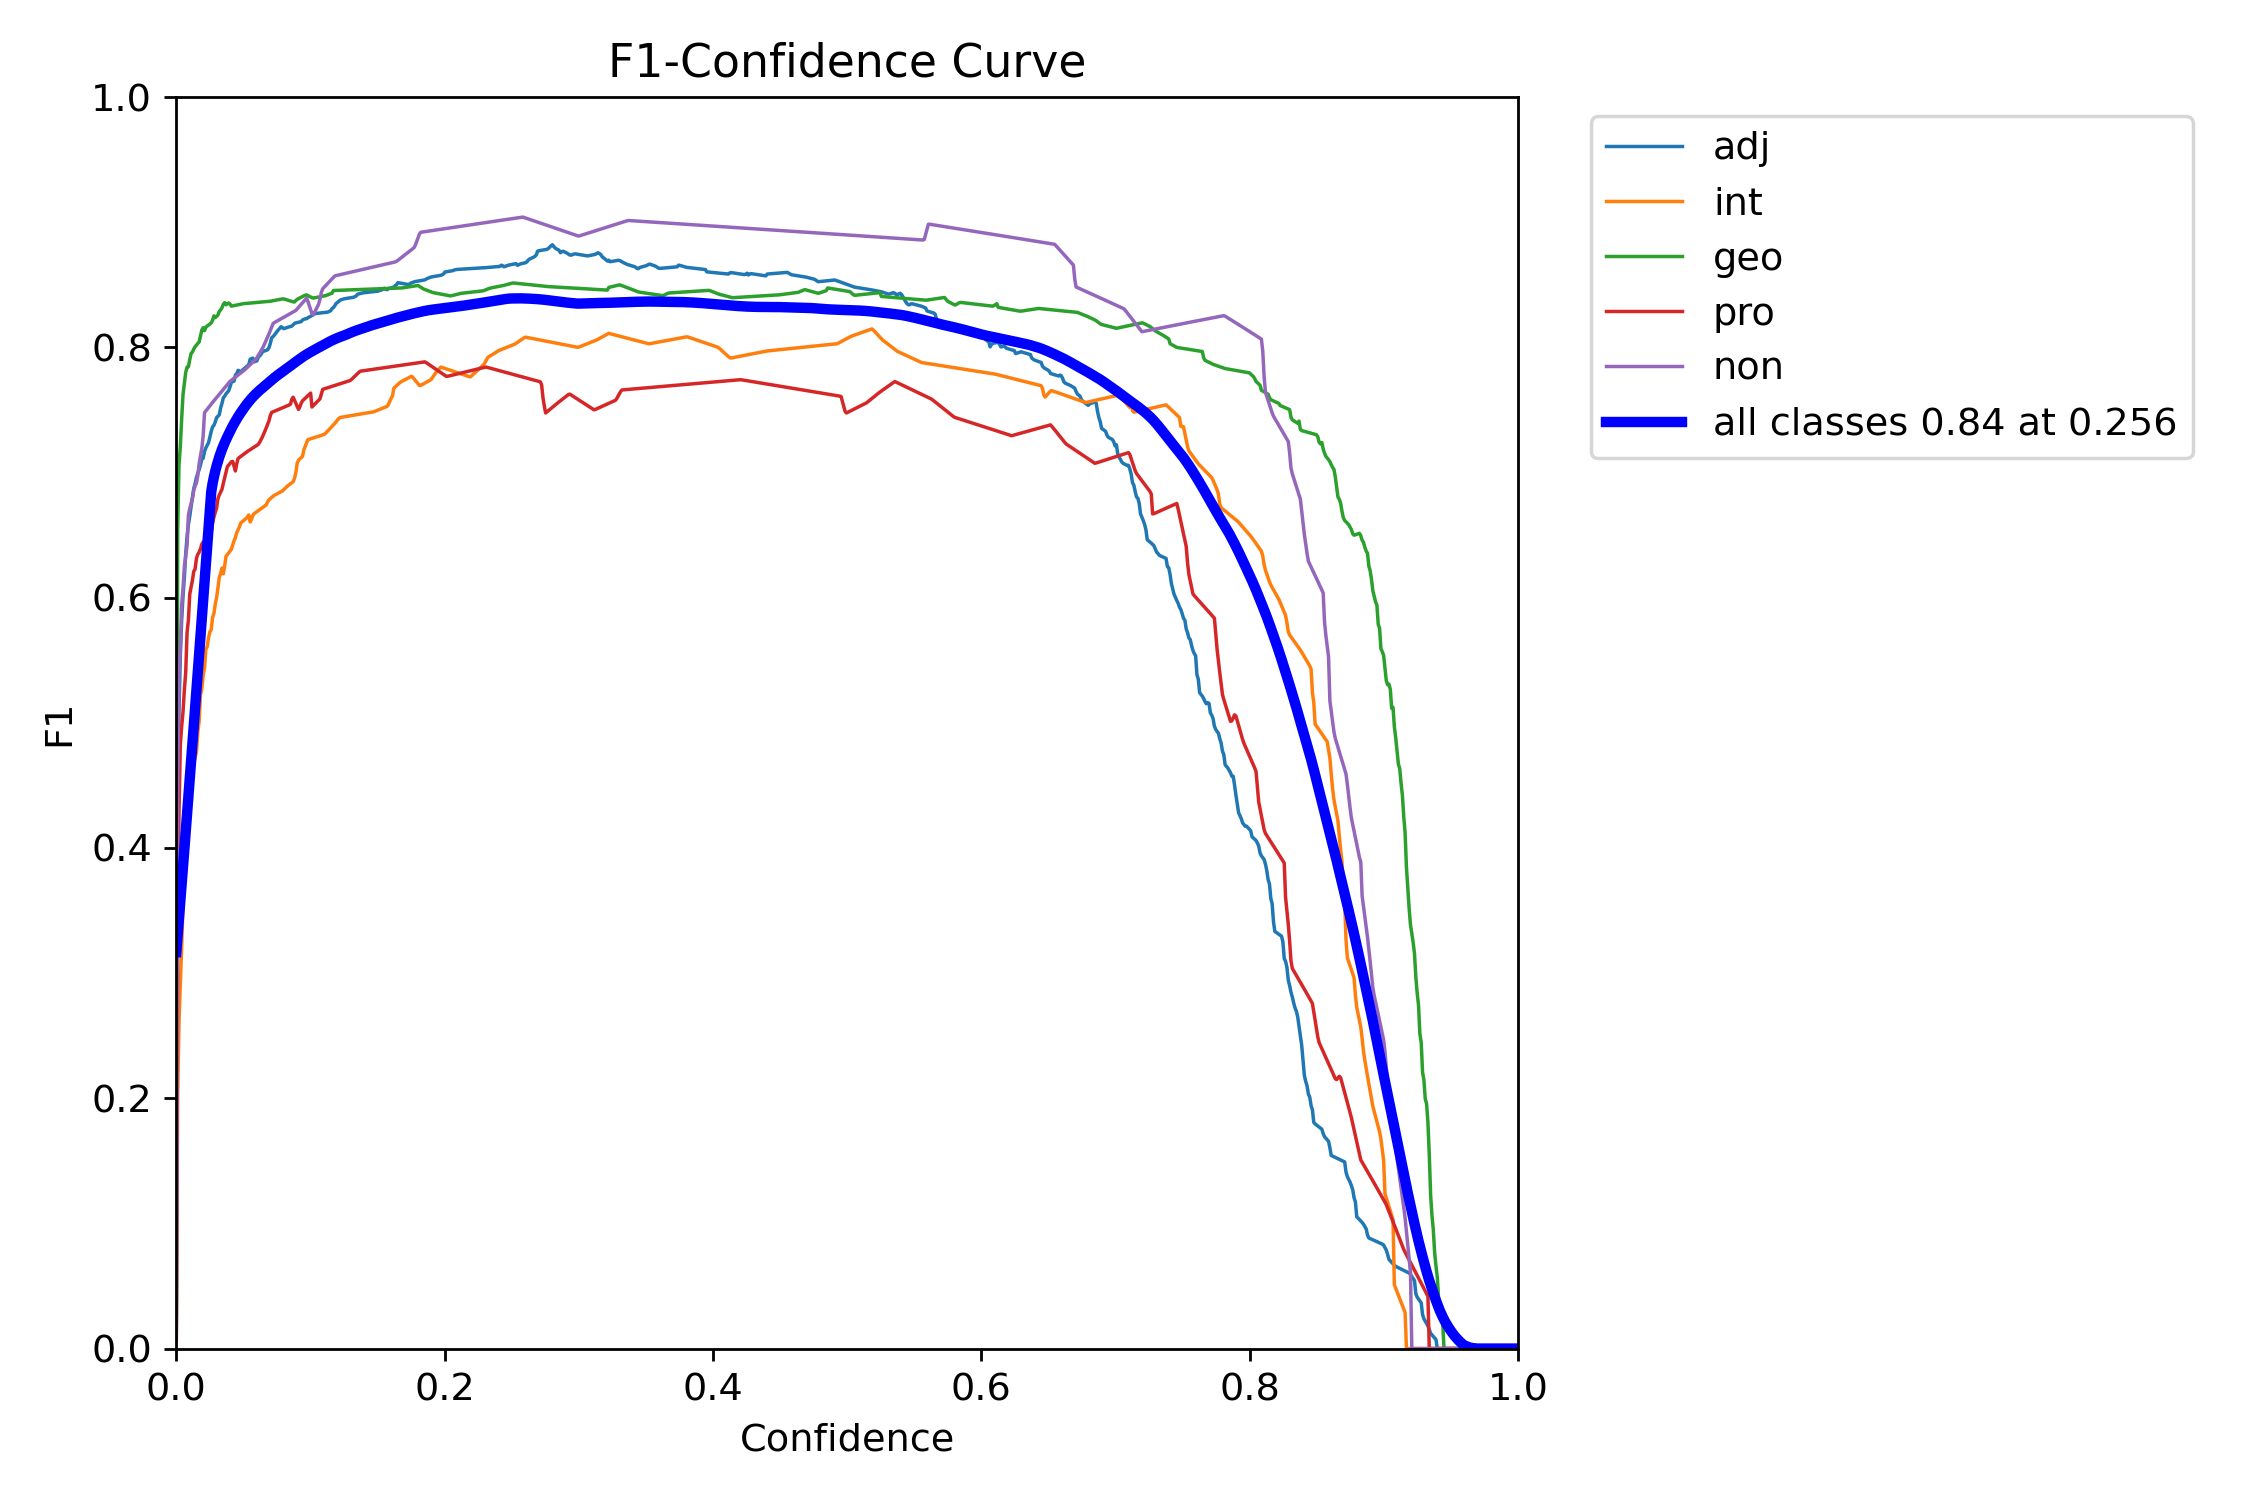 F1-Confidence Curve
1.0
0.8
0.6
0.4
0.2
0.0
F1
0.0 0.2 0.4 0.6 0.8 1.0
Confidence
adj
int
geo
pro
non
all classes 0.84 at 0.256